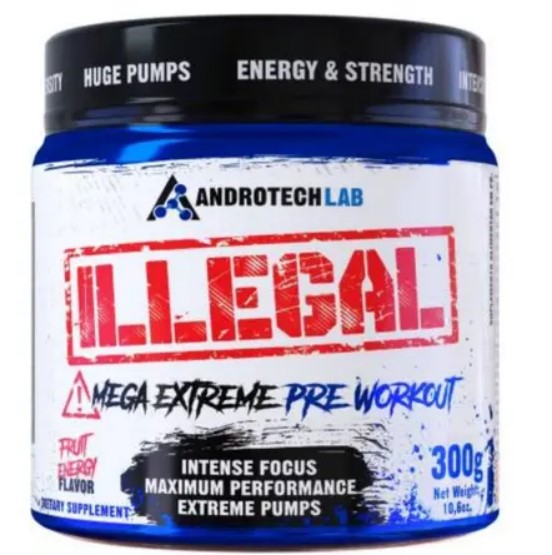 HUGE PUMPS ENERGY & STRENGTH
ANDROTECHLAB
ILLEGAL
MEGA EXTREME PRE WORKOUT
FRUIT
ENERGY
FLAVOR
DIETARY SUPPLEMENT
INTENSE FOCUS
MAXIMUM PERFORMANCE
EXTREME PUMPS
300g
Net Weight:
10,6oz.